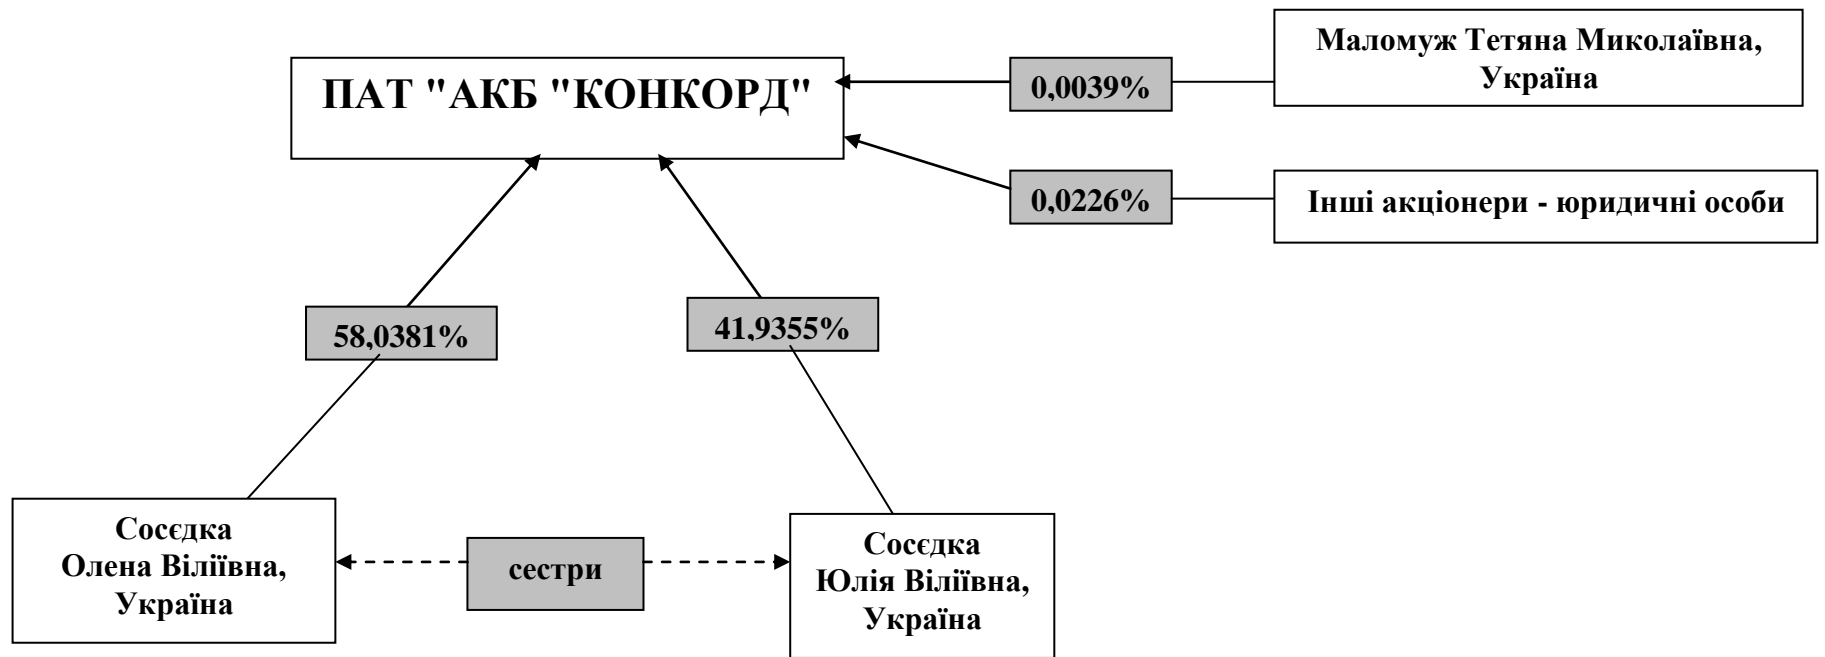 ПАТ "АКБ "КОНКОРД"
0,0039%
Маломуж Тетяна Миколаївна,
Україна
0,0226%
Інші акціонери - юридичні особи
58,0381%
41,9355%
Сосєдка
Олена Віліївна,
Україна
сестри
Сосєдка
Юлія Віліївна,
Україна